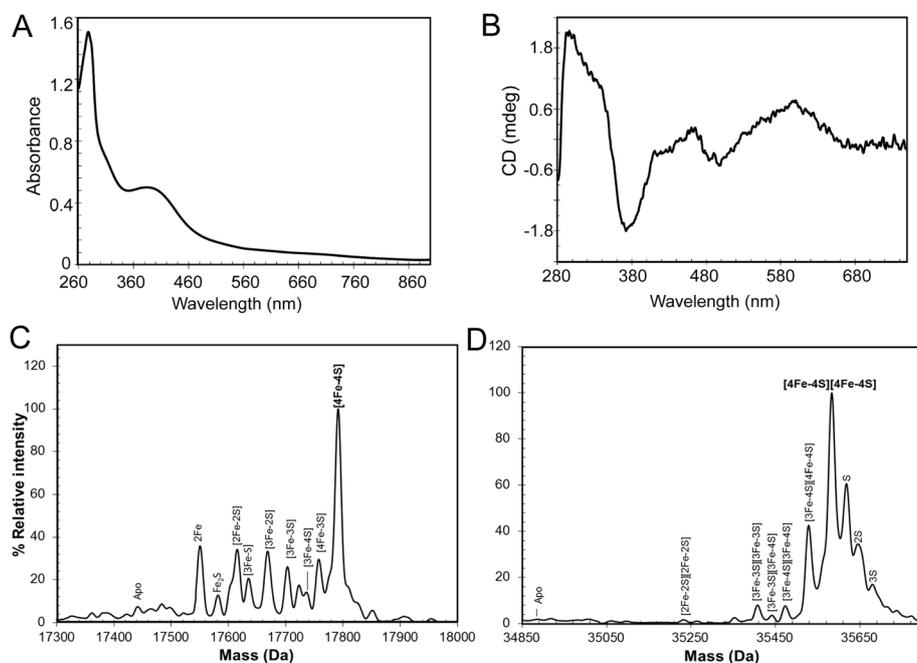 A
1.6
1.2
0.8
0.4
0
Absorbance
260 360 460 560 660 760 860
Wavelength (nm)
B
1.8
0.6
-0.6
-1.8
CD (mdeg)
280 380 480 580 680
Wavelength (nm)
C
120
100
80
60
40
20
0
% Relative intensity
Apo
2Fe
Fe₂S
[2Fe-2S]
[3Fe-S]
[3Fe-2S]
[3Fe-3S]
[3Fe-4S]
[4Fe-3S]
[4Fe-4S]
17300 17400 17500 17600 17700 17800 17900 18000
Mass (Da)
D
120
100
80
60
40
20
0
Apo
[2Fe-2S][2Fe-2S]
[3Fe-3S][3Fe-3S]
[3Fe-3S][3Fe-4S]
[3Fe-4S][3Fe-4S]
[3Fe-4S][4Fe-4S]
[4Fe-4S][4Fe-4S]
S
2S
3S
34850 35050 35250 35450 35650
Mass (Da)